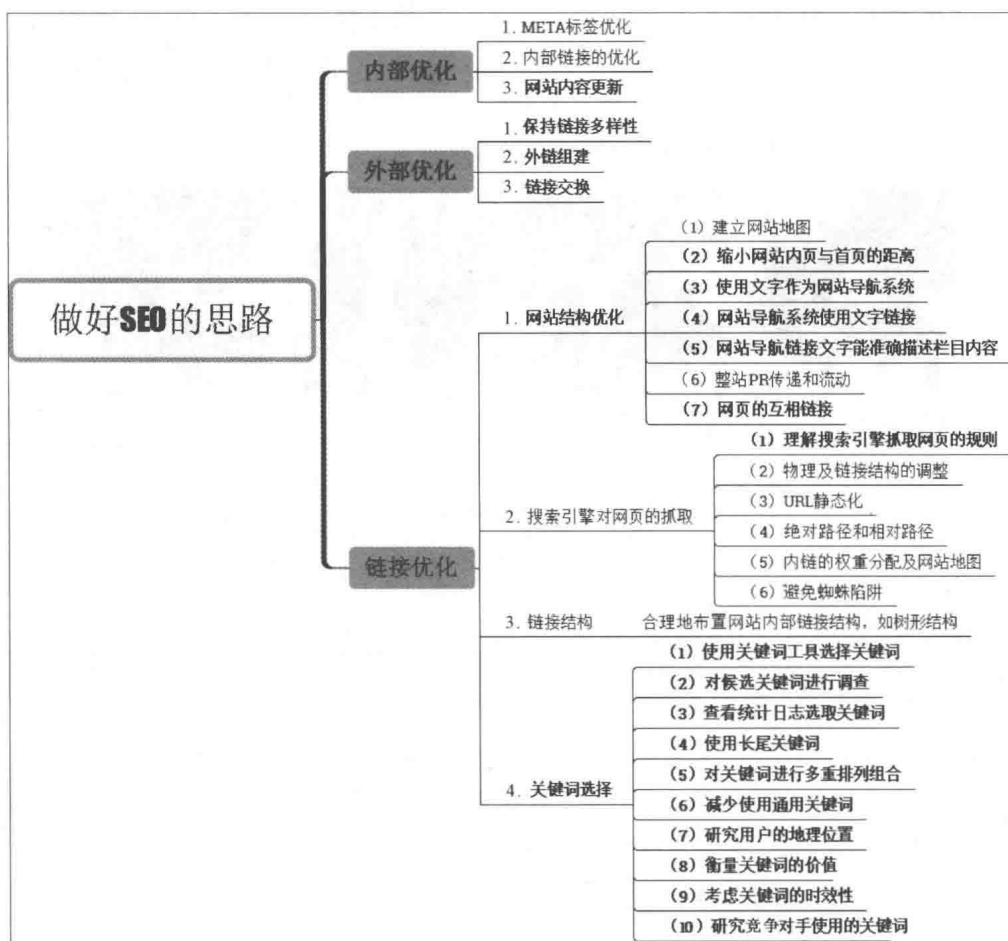 做好SEO的思路
内部优化
1. META标签优化
2. 内部链接的优化
3. 网站内容更新
外部优化
1. 保持链接多样性
2. 外链组建
3. 链接交换
链接优化
1. 网站结构优化
(1) 建立网站地图
(2) 缩小网站内页与首页的距离
(3) 使用文字作为网站导航系统
(4) 网站导航系统使用文字链接
(5) 网站导航链接文字能准确描述栏目内容
(6) 整站PR传递和流动
(7) 网页的互相链接
2. 搜索引擎对网页的抓取
(1) 理解搜索引擎抓取网页的规则
(2) 物理及链接结构的调整
(3) URL静态化
(4) 绝对路径和相对路径
(5) 内链的权重分配及网站地图
(6) 避免蜘蛛陷阱
3. 链接结构
合理地布置网站内部链接结构，如树形结构
4. 关键词选择
(1) 使用关键词工具选择关键词
(2) 对候选关键词进行调查
(3) 查看统计日志选取关键词
(4) 使用长尾关键词
(5) 对关键词进行多重排列组合
(6) 减少使用通用关键词
(7) 研究用户的地理位置
(8) 衡量关键词的价值
(9) 考虑关键词的时效性
(10) 研究竞争对手使用的关键词